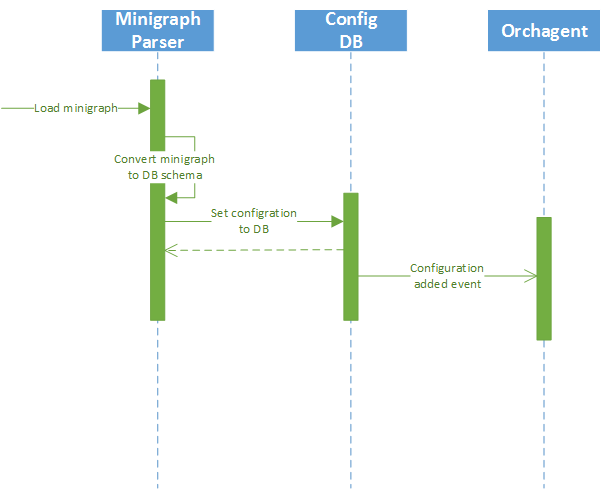 Minigraph
Parser
Config
DB
Orchagent
Load minigraph
Convert minigraph
to DB schema
Set configration
to DB
Configuration
added event